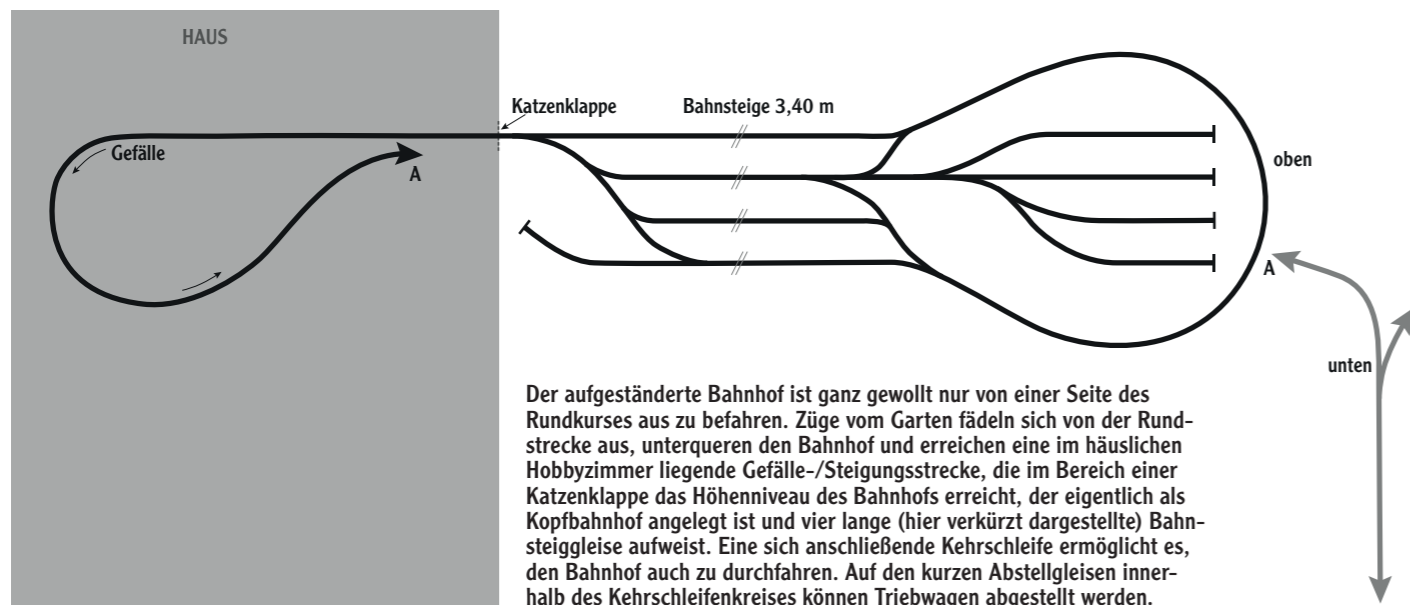 HAUS
Katzenklappe
Bahnsteige 3,40 m
Gefälle
A
oben
A
unten
Der aufgeständerte Bahnhof ist ganz gewollt nur von einer Seite des
Rundkurses aus zu befahren. Züge vom Garten fädeln sich von der Rund-
strecke aus, unterqueren den Bahnhof und erreichen eine im häuslichen
Hobbyzimmer liegende Gefälle-/Steigungsstrecke, die im Bereich einer
Katzenklappe das Höhenniveau des Bahnhofs erreicht, der eigentlich als
Kopfbahnhof angelegt ist und vier lange (hier verkürzt dargestellte) Bahn-
steiggleise aufweist. Eine sich anschließende Kehrschleife ermöglicht es,
den Bahnhof auch zu durchfahren. Auf den kurzen Abstellgleisen inner-
halb des Kehrschleifenkreises können Triebwagen abgestellt werden.